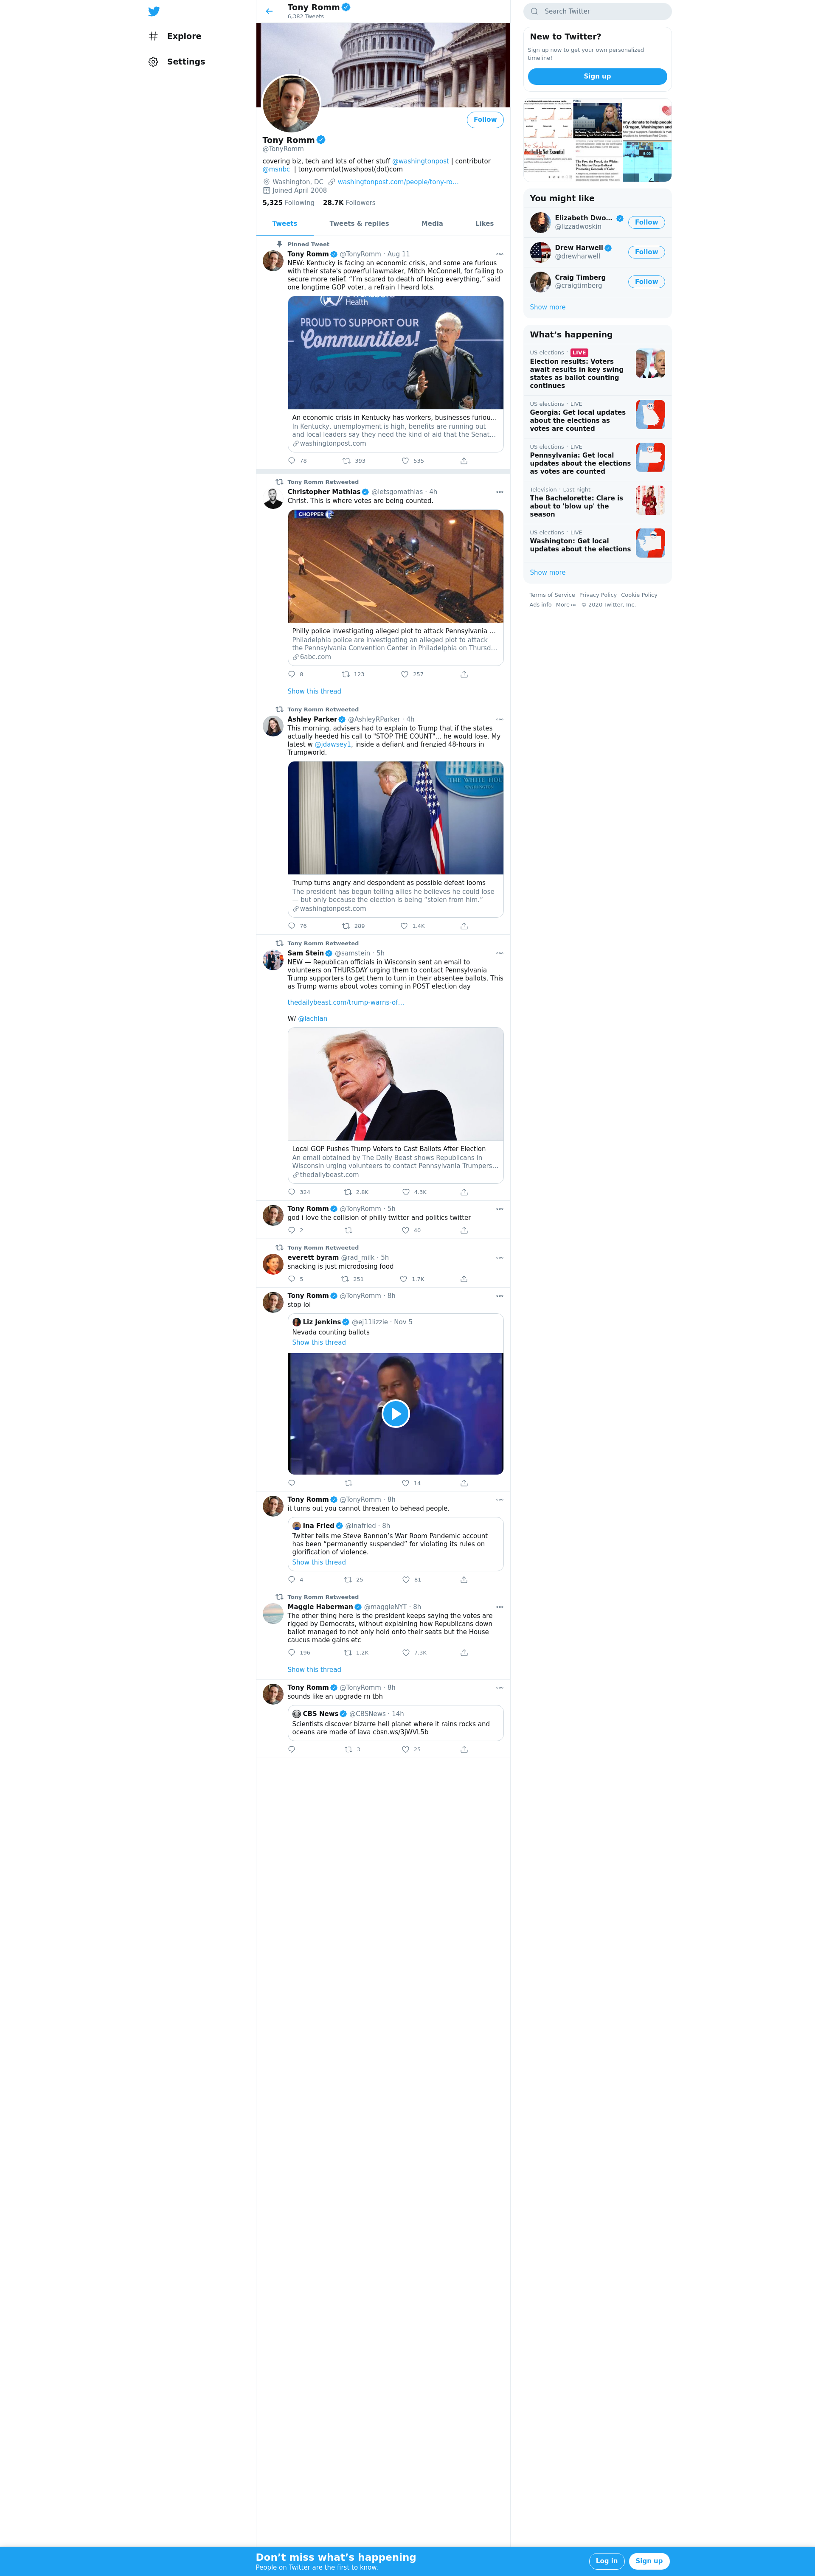 Explore
Settings
Tony Romm
6,382 Tweets
Follow
Tony Romm
@TonyRomm
covering biz, tech and lots of other stuff @washingtonpost | contributor
@msnbc | tony.romm(at)washpost(dot)com
Washington, DC washingtonpost.com/people/tony-ro…
Joined April 2008
5,325 Following 28.7K Followers
Tweets Tweets & replies Media Likes
Pinned Tweet
Tony Romm @TonyRomm · Aug 11
NEW: Kentucky is facing an economic crisis, and some are furious
with their state's powerful lawmaker, Mitch McConnell, for failing to
secure more relief. “I'm scared to death of losing everything,” said
one longtime GOP voter, a refrain I heard lots.
Health
PROUD TO SUPPORT OUR
Communities!
An economic crisis in Kentucky has workers, businesses furiou…
In Kentucky, unemployment is high, benefits are running out
and local leaders say they need the kind of aid that the Senat…
washingtonpost.com
78 393 535
Tony Romm Retweeted
Christopher Mathias @letsgomathias · 4h
Christ. This is where votes are being counted.
CHOPPER 6
Philly police investigating alleged plot to attack Pennsylvania …
Philadelphia police are investigating an alleged plot to attack
the Pennsylvania Convention Center in Philadelphia on Thursd…
6abc.com
8 123 257
Show this thread
Tony Romm Retweeted
Ashley Parker @AshleyRParker · 4h
This morning, advisers had to explain to Trump that if the states
actually heeded his call to "STOP THE COUNT"... he would lose. My
latest w @jdawsey1, inside a defiant and frenzied 48-hours in
Trumpworld.
THE WHITE HOUSE
Trump turns angry and despondent as possible defeat looms
The president has begun telling allies he believes he could lose
— but only because the election is being “stolen from him.”
washingtonpost.com
76 289 1.4K
Tony Romm Retweeted
Sam Stein @samstein · 5h
NEW — Republican officials in Wisconsin sent an email to
volunteers on THURSDAY urging them to contact Pennsylvania
Trump supporters to get them to turn in their absentee ballots. This
as Trump warns about votes coming in POST election day
thedailybeast.com/trump-warns-of…
W/ @lachlan
Local GOP Pushes Trump Voters to Cast Ballots After Election
An email obtained by The Daily Beast shows Republicans in
Wisconsin urging volunteers to contact Pennsylvania Trumpers…
thedailybeast.com
324 2.8K 4.3K
Tony Romm @TonyRomm · 5h
god i love the collision of philly twitter and politics twitter
2 40
Tony Romm Retweeted
everett byram @rad_milk · 5h
snacking is just microdosing food
5 251 1.7K
Tony Romm @TonyRomm · 8h
stop lol
Liz Jenkins @ej11lizzie · Nov 5
Nevada counting ballots
Show this thread
14
Tony Romm @TonyRomm · 8h
it turns out you cannot threaten to behead people.
Ina Fried @inafried · 8h
Twitter tells me Steve Bannon’s War Room Pandemic account
has been “permanently suspended” for violating its rules on
glorification of violence.
Show this thread
4 25 81
Tony Romm Retweeted
Maggie Haberman @maggieNYT · 8h
The other thing here is the president keeps saying the votes are
rigged by Democrats, without explaining how Republicans down
ballot managed to not only hold onto their seats but the House
caucus made gains etc
196 1.2K 7.3K
Show this thread
Tony Romm @TonyRomm · 8h
sounds like an upgrade rn tbh
CBS News @CBSNews · 14h
Scientists discover bizarre hell planet where it rains rocks and
oceans are made of lava cbsn.ws/3jWVL5b
3 25
Search Twitter
New to Twitter?
Sign up now to get your own personalized
timeline!
Sign up
You might like
Elizabeth Dwo…
@lizzadwoskin
Follow
Drew Harwell
@drewharwell
Follow
Craig Timberg
@craigtimberg
Follow
Show more
What’s happening
US elections · LIVE
Election results: Voters
await results in key swing
states as ballot counting
continues
US elections · LIVE
Georgia: Get local updates
about the elections as
votes are counted
US elections · LIVE
Pennsylvania: Get local
updates about the elections
as votes are counted
Television · Last night
The Bachelorette: Clare is
about to 'blow up' the
season
US elections · LIVE
Washington: Get local
updates about the elections
Show more
Terms of Service Privacy Policy Cookie Policy
Ads info More © 2020 Twitter, Inc.
Don’t miss what’s happening
People on Twitter are the first to know.
Log in Sign up